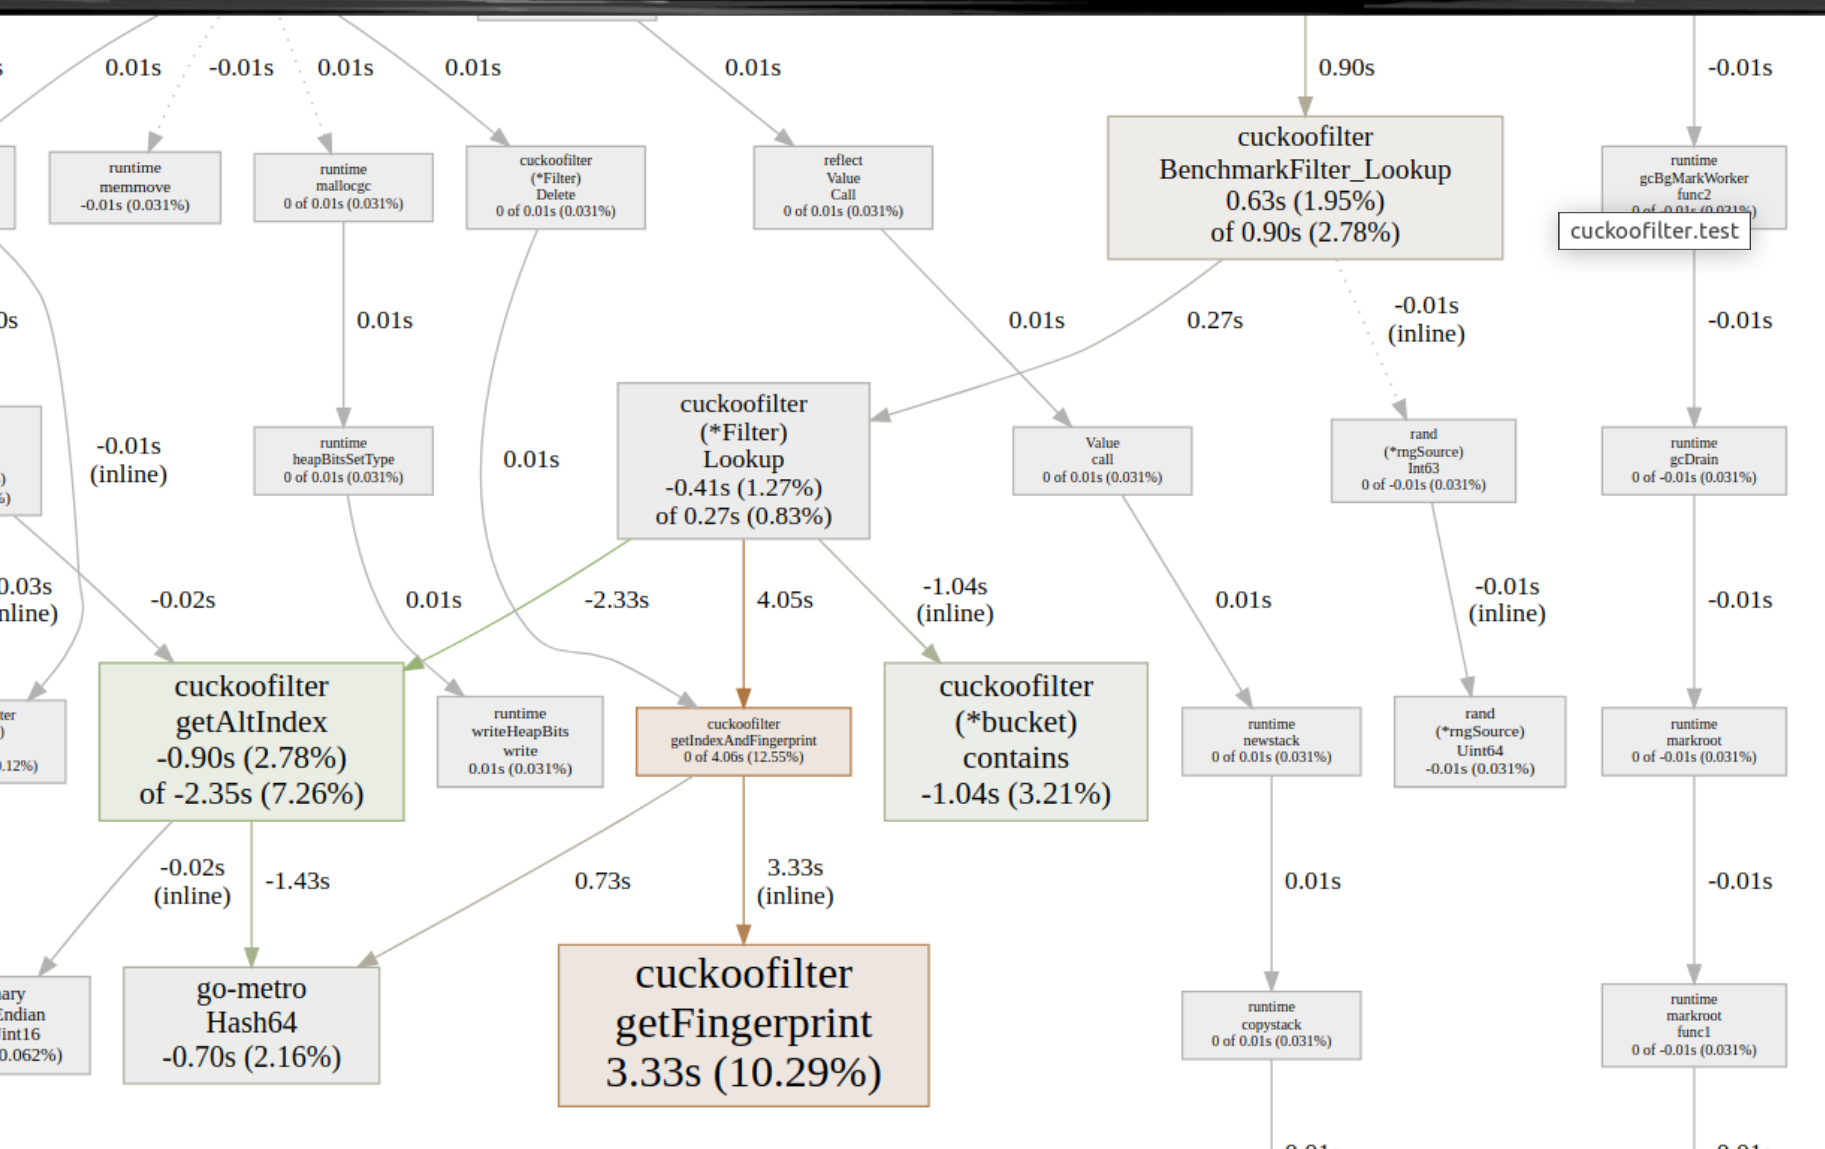 0.01s
-0.01s
0.01s
0.01s
0.01s
0.90s
-0.01s
runtime
memmove
-0.01s (0.031%)
runtime
mallocgc
0 of 0.01s (0.031%)
cuckoofilter
(*Filter)
Delete
0 of 0.01s (0.031%)
reflect
Value
Call
0 of 0.01s (0.031%)
cuckoofilter
BenchmarkFilter_Lookup
0.63s (1.95%)
of 0.90s (2.78%)
runtime
gcBgMarkWorker
func2
0 of -0.01s (0.031%)
cuckoofilter.test
0s
0.01s
0.01s
0.27s
-0.01s
(inline)
-0.01s
-0.01s
(inline)
runtime
heapBitsSetType
0 of 0.01s (0.031%)
0.01s
cuckoofilter
(*Filter)
Lookup
-0.41s (1.27%)
of 0.27s (0.83%)
Value
call
0 of 0.01s (0.031%)
rand
(*rngSource)
Int63
0 of -0.01s (0.031%)
runtime
gcDrain
0 of -0.01s (0.031%)
0.03s
nline)
-0.02s
0.01s
-2.33s
4.05s
-1.04s
(inline)
0.01s
-0.01s
(inline)
-0.01s
ter
)
0.12%)
cuckoofilter
getAltIndex
-0.90s (2.78%)
of -2.35s (7.26%)
runtime
writeHeapBits
write
0.01s (0.031%)
cuckoofilter
getIndexAndFingerprint
0 of 4.06s (12.55%)
cuckoofilter
(*bucket)
contains
-1.04s (3.21%)
runtime
newstack
0 of 0.01s (0.031%)
rand
(*rngSource)
Uint64
-0.01s (0.031%)
runtime
markroot
0 of -0.01s (0.031%)
-0.02s
(inline)
-1.43s
0.73s
3.33s
(inline)
0.01s
-0.01s
ary
Endian
int16
0.062%)
go-metro
Hash64
-0.70s (2.16%)
cuckoofilter
getFingerprint
3.33s (10.29%)
runtime
copystack
0 of 0.01s (0.031%)
runtime
markroot
func1
0 of -0.01s (0.031%)